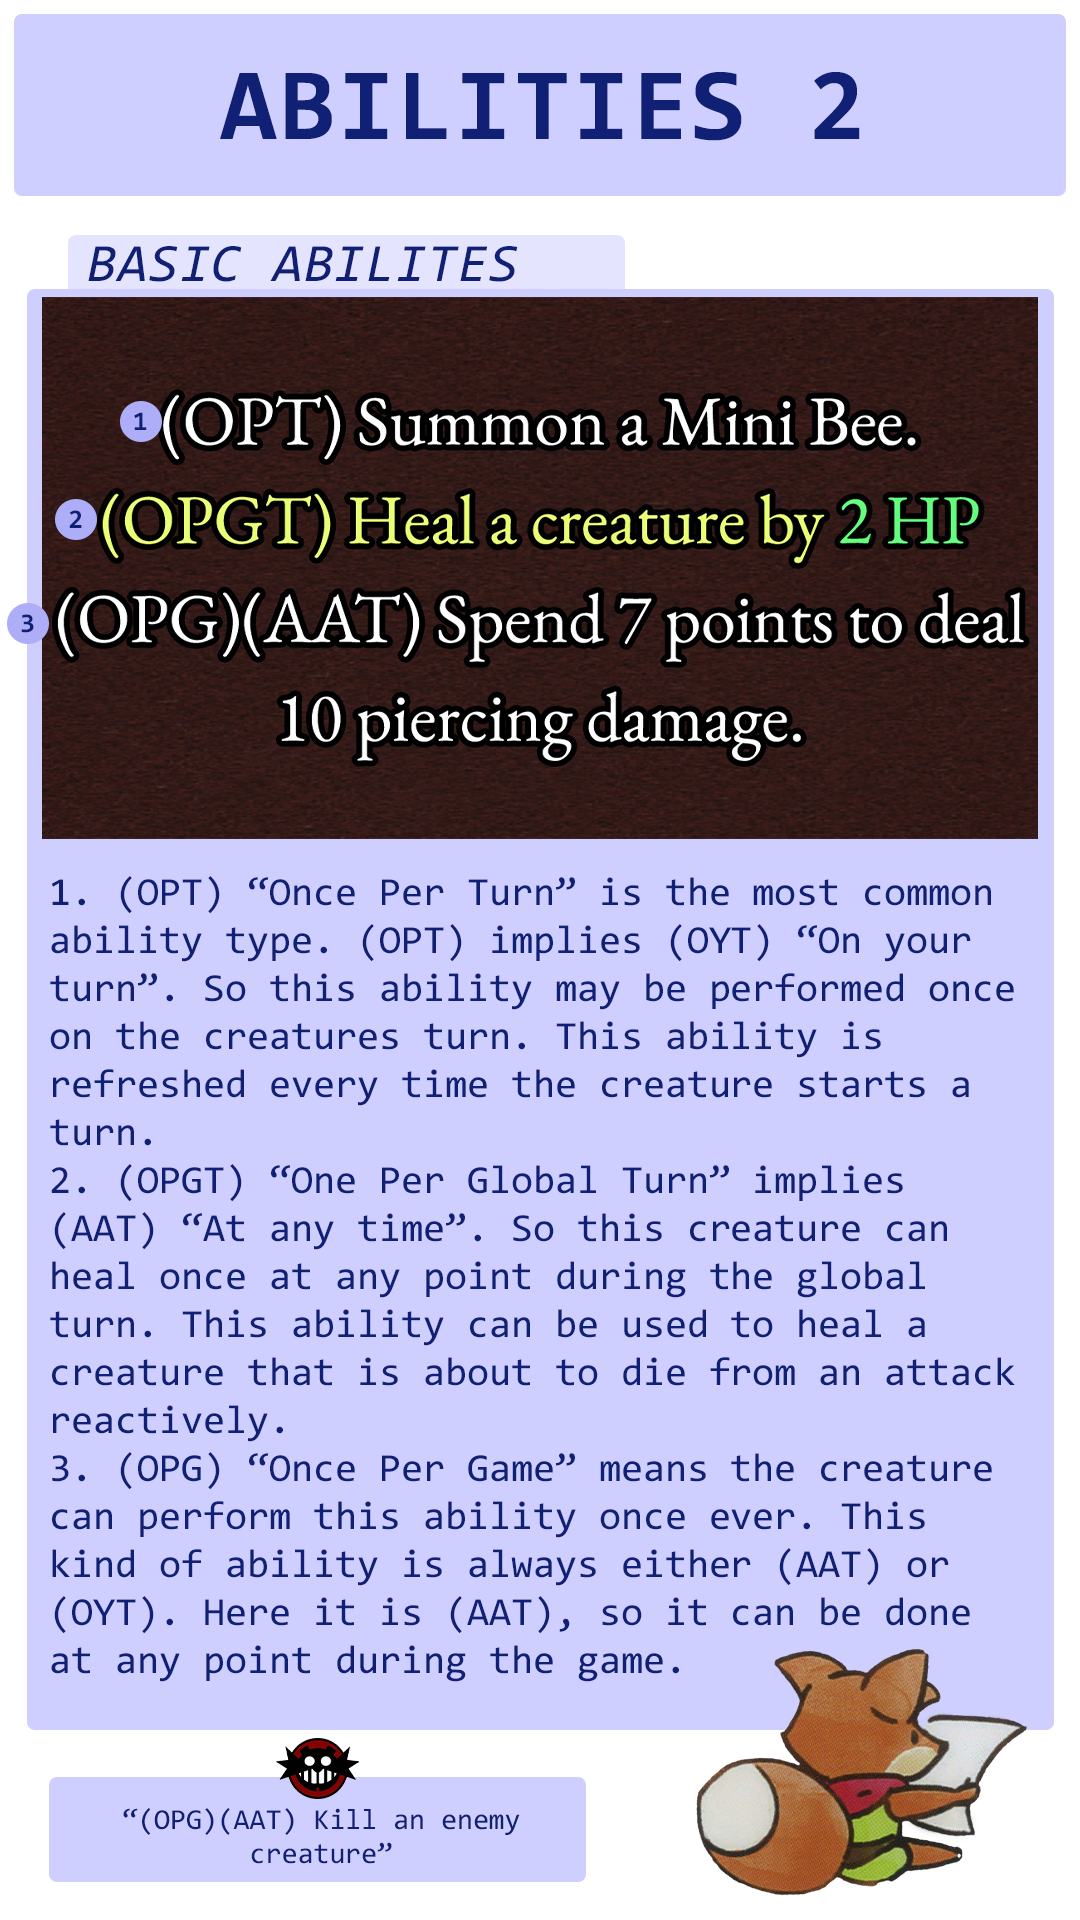 ABILITIES 2
BASIC ABILITES
1 (OPT) Summon a Mini Bee.
2 (OPGT) Heal a creature by 2 HP
3 (OPG)(AAT) Spend 7 points to deal
10 piercing damage.
1. (OPT) “Once Per Turn” is the most common
ability type. (OPT) implies (OYT) “On your
turn”. So this ability may be performed once
on the creatures turn. This ability is
refreshed every time the creature starts a
turn.
2. (OPGT) “One Per Global Turn” implies
(AAT) “At any time”. So this creature can
heal once at any point during the global
turn. This ability can be used to heal a
creature that is about to die from an attack
reactively.
3. (OPG) “Once Per Game” means the creature
can perform this ability once ever. This
kind of ability is always either (AAT) or
(OYT). Here it is (AAT), so it can be done
at any point during the game.
“(OPG)(AAT) Kill an enemy
creature”